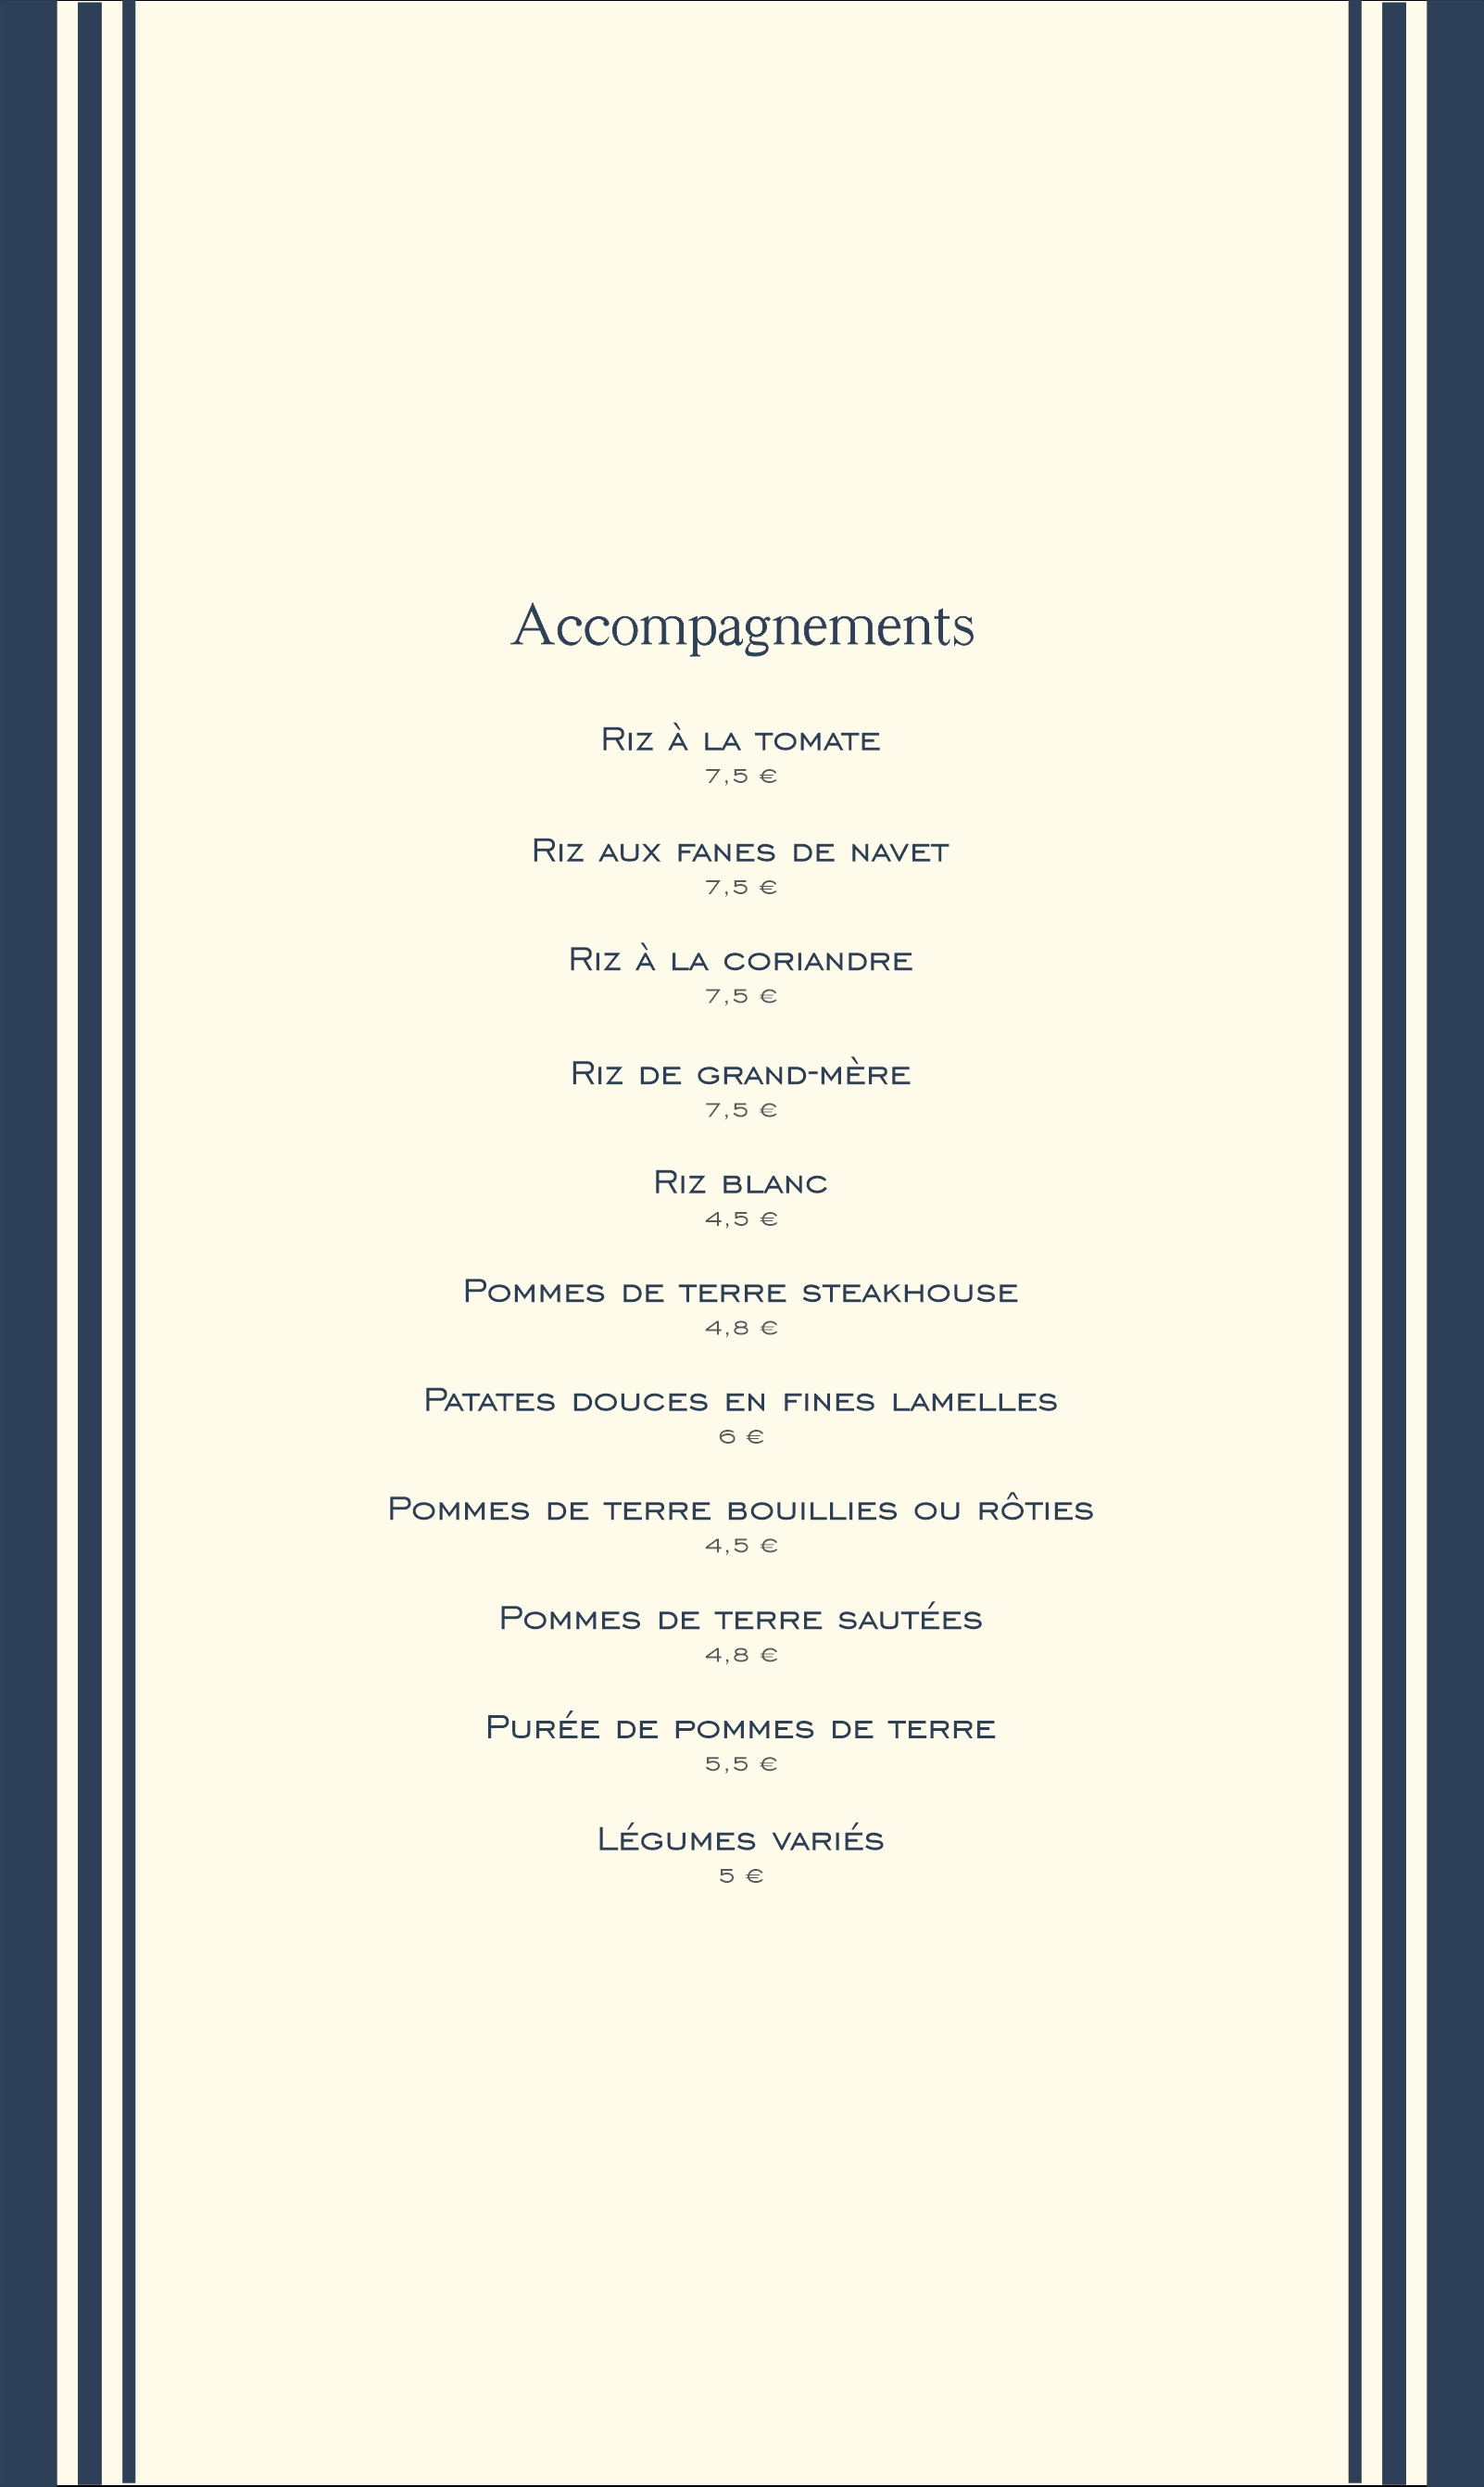 Accompagnements
Riz à la tomate
7,5 €
Riz aux fanes de navet
7,5 €
Riz à la coriandre
7,5 €
Riz de grand-mère
7,5 €
Riz blanc
4,5 €
Pommes de terre steakhouse
4,8 €
Patates douces en fines lamelles
6 €
Pommes de terre bouillies ou rôties
4,5 €
Pommes de terre sautées
4,8 €
Purée de pommes de terre
5,5 €
Légumes variés
5 €